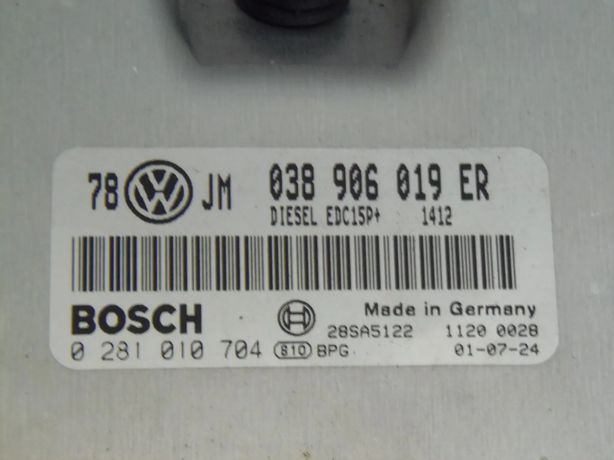 78 VW JM 038 906 019 ER
DIESEL EDC15P+ 1412
BOSCH Made in Germany
28SA5122 1120 0028
0 281 010 704 S10 BPG 01-07-24